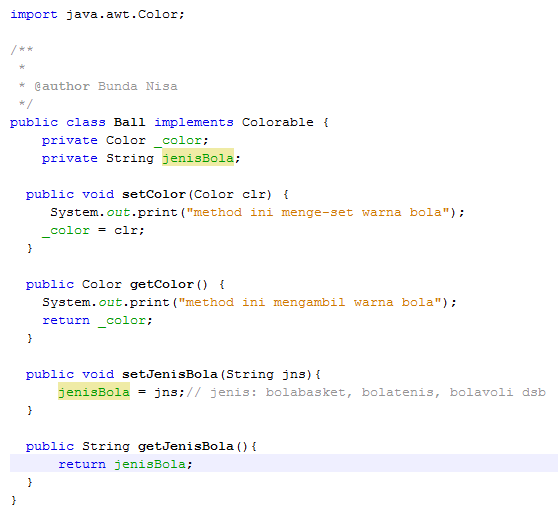 import java.awt.Color;
/**
*
* @author Bunda Nisa
*/
public class Ball implements Colorable {
private Color _color;
private String jenisBola;
public void setColor(Color clr) {
System.out.print("method ini menge-set warna bola");
_color = clr;
}
public Color getColor() {
System.out.print("method ini mengambil warna bola");
return _color;
}
public void setJenisBola(String jns){
jenisBola = jns;// jenis: bolabasket, bolatenis, bolavoli dsb
}
public String getJenisBola(){
return jenisBola;
}
}